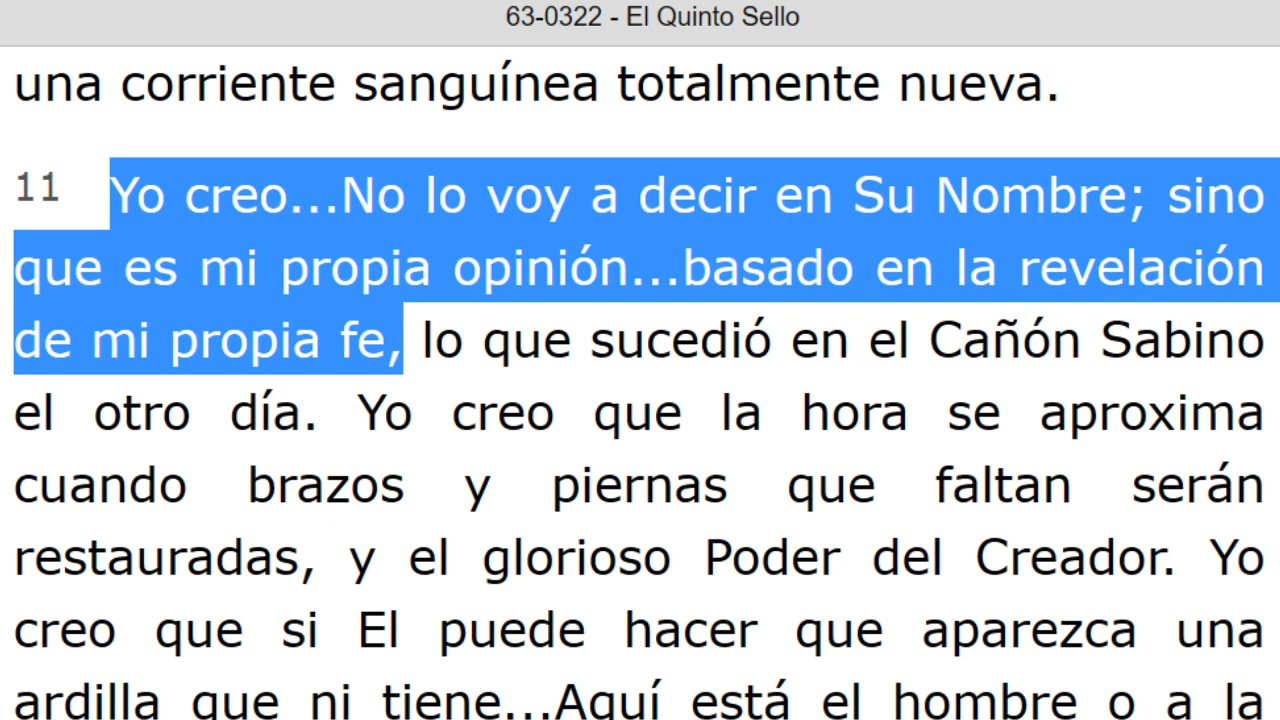 63-0322 - El Quinto Sello
una corriente sanguínea totalmente nueva.
11 Yo creo...No lo voy a decir en Su Nombre; sino
que es mi propia opinión...basado en la revelación
de mi propia fe, lo que sucedió en el Cañón Sabino
el otro día. Yo creo que la hora se aproxima
cuando brazos y piernas que faltan serán
restauradas, y el glorioso Poder del Creador. Yo
creo que si El puede hacer que aparezca una
ardilla que ni tiene...Aquí está el hombre o a la